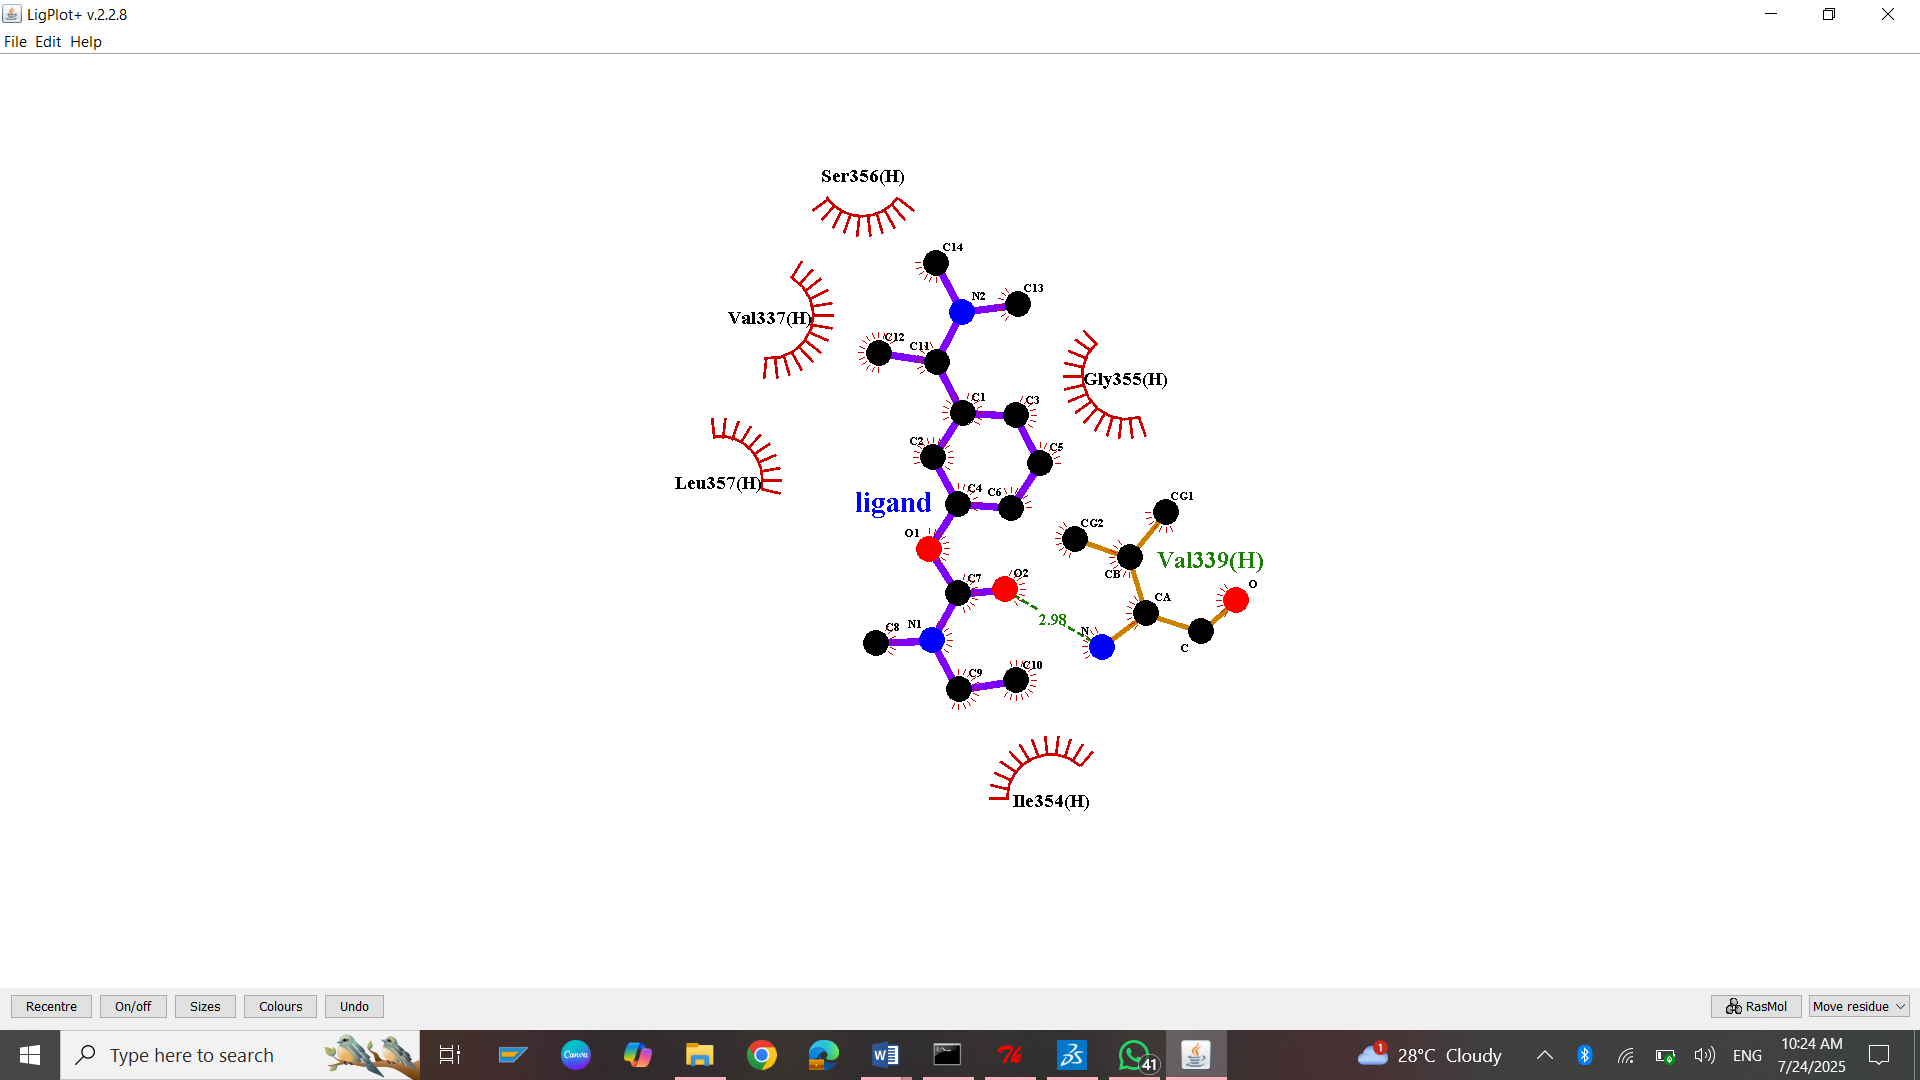 LigPlot+ v.2.2.8
File Edit Help
Ser356(H)
C14
C13
N2
Val337(H)
C12
C11
Gly355(H)
C1
C3
C2
C5
Leu357(H)
C4
C6
CG1
ligand
CG2
O1
Val339(H)
CB
C7
O2
O
CA
2.98
C8
N1
N
C
C9
C10
Ile354(H)
Recentre On/off Sizes Colours Undo RasMol Move residue
Type here to search
Canva
41
1
28°C Cloudy
ENG
10:24 AM
7/24/2025